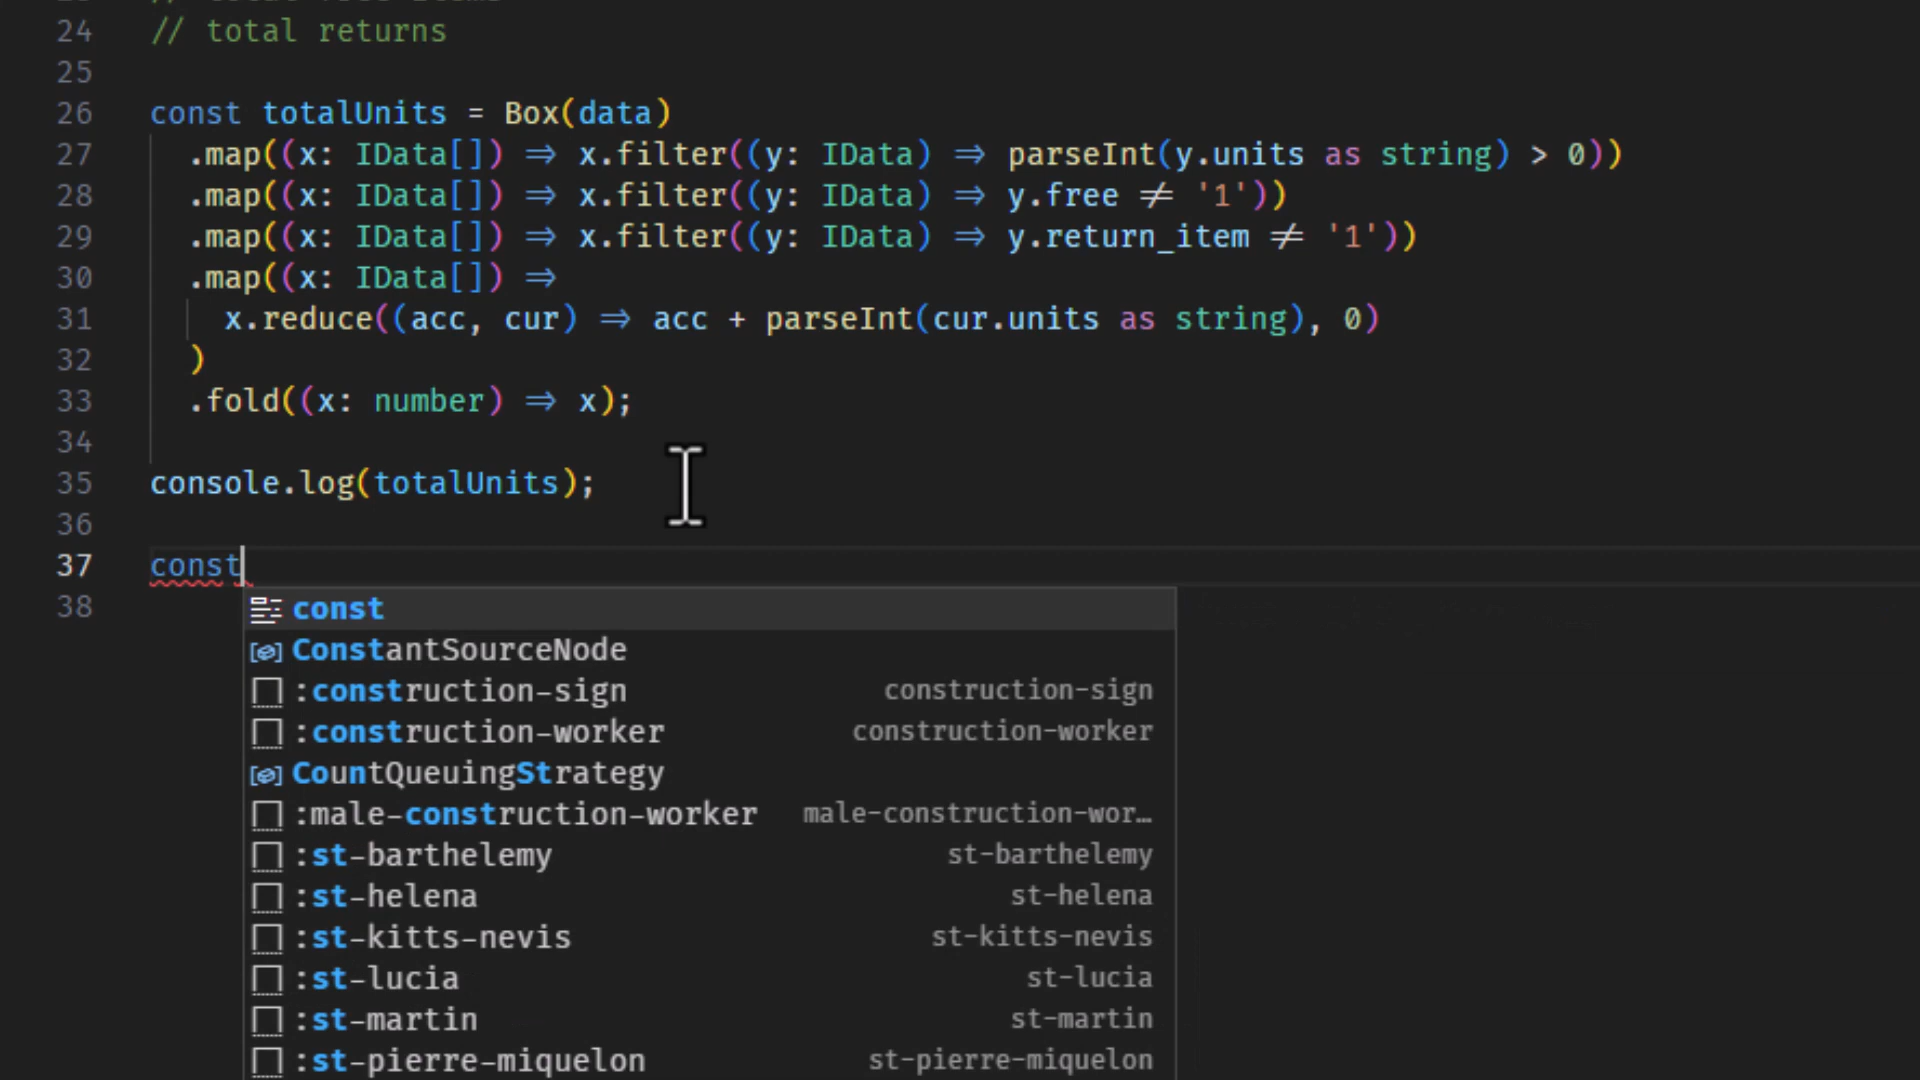 24 // total returns
25
26 const totalUnits = Box(data)
27 .map((x: IData[]) => x.filter((y: IData) => parseInt(y.units as string) > 0))
28 .map((x: IData[]) => x.filter((y: IData) => y.free != '1'))
29 .map((x: IData[]) => x.filter((y: IData) => y.return_item != '1'))
30 .map((x: IData[]) =>
31 x.reduce((acc, cur) => acc + parseInt(cur.units as string), 0)
32 )
33 .fold((x: number) => x);
34
35 console.log(totalUnits);
36
37 const
38
const
ConstantSourceNode
:construction-sign construction-sign
:construction-worker construction-worker
CountQueuingStrategy
:male-construction-worker male-construction-wor…
:st-barthelemy st-barthelemy
:st-helena st-helena
:st-kitts-nevis st-kitts-nevis
:st-lucia st-lucia
:st-martin st-martin
:st-pierre-miquelon st-pierre-miquelon